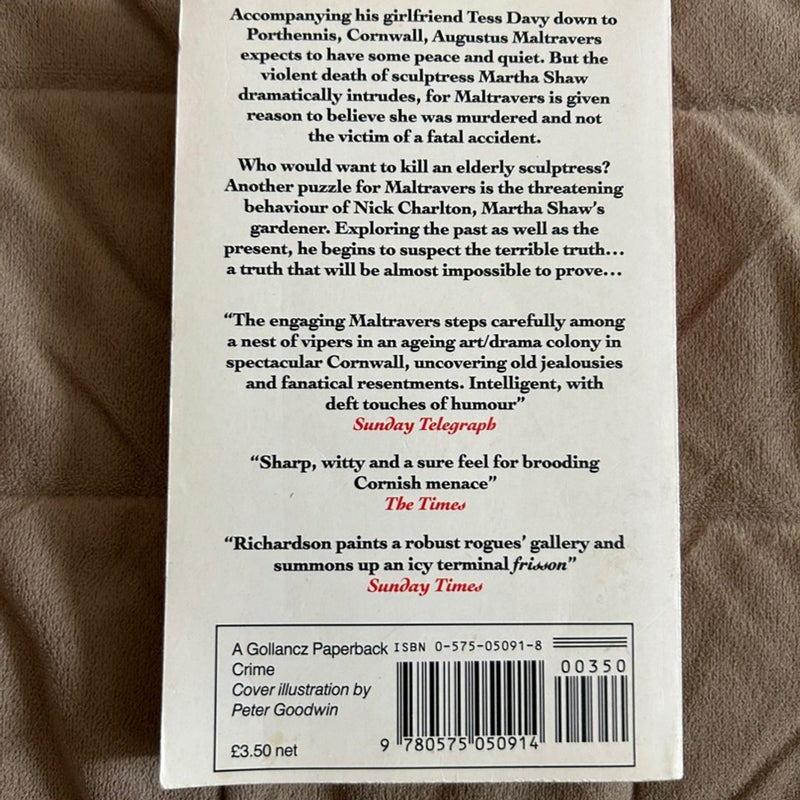 Accompanying his girlfriend Tess Davy down to
Porthennis, Cornwall, Augustus Maltravers
expects to have some peace and quiet. But the
violent death of sculptress Martha Shaw
dramatically intrudes, for Maltravers is given
reason to believe she was murdered and not
the victim of a fatal accident.
Who would want to kill an elderly sculptress?
Another puzzle for Maltravers is the threatening
behaviour of Nick Charlton, Martha Shaw's
gardener. Exploring the past as well as the
present, he begins to suspect the terrible truth...
a truth that will be almost impossible to prove...
“The engaging Maltravers steps carefully among
a nest of vipers in an ageing art/drama colony in
spectacular Cornwall, uncovering old jealousies
and fanatical resentments. Intelligent, with
deft touches of humour”
Sunday Telegraph
“Sharp, witty and a sure feel for brooding
Cornish menace”
The Times
“Richardson paints a robust rogues’ gallery and
summons up an icy terminal frisson”
Sunday Times
A Gollancz Paperback ISBN 0-575-05091-8
Crime
00350
Cover illustration by
Peter Goodwin
£3.50 net
9 780575 050914